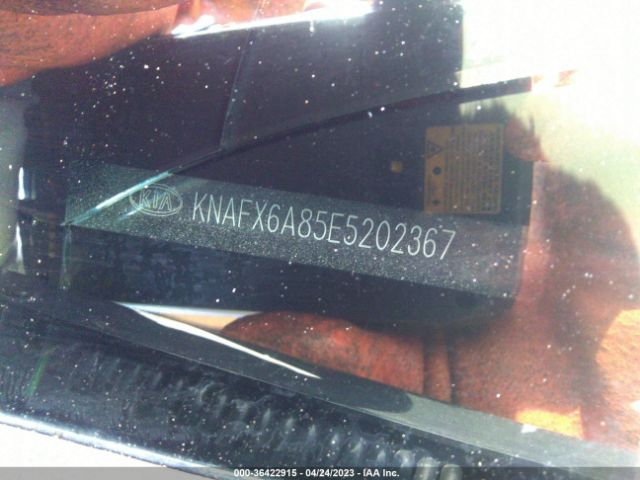 KIA KNAFX6A85E5202367
000-36422915 - 04/24/2023 - IAA Inc.